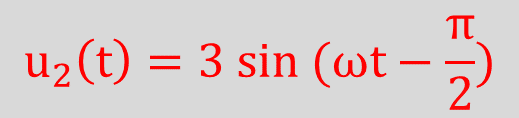 u₂(t) = 3 sin (ωt − π/2)